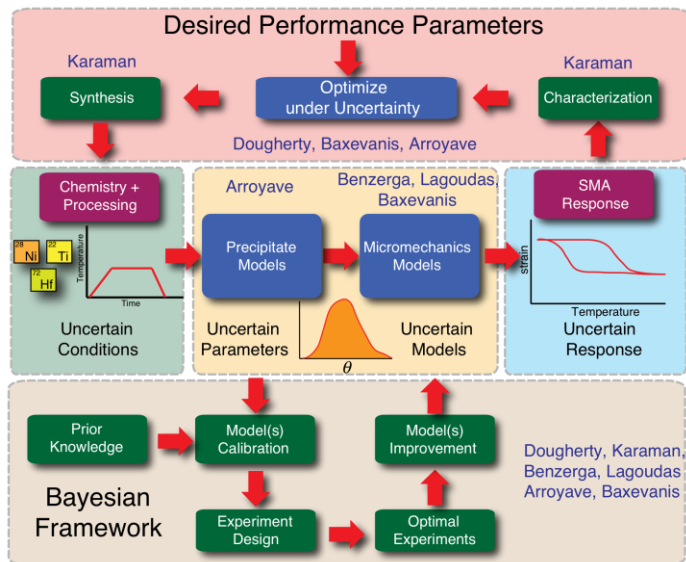 Desired Performance Parameters
Karaman
Karaman
Synthesis
Optimize
under Uncertainty
Characterization
Dougherty, Baxevanis, Arroyave
Chemistry +
Processing
28
Ni
22
Ti
72
Hf
Temperature
Time
Uncertain
Conditions
Arroyave
Benzerga, Lagoudas,
Baxevanis
Precipitate
Models
Micromechanics
Models
Uncertain
Parameters
θ
Uncertain
Models
SMA
Response
strain
Temperature
Uncertain
Response
Prior
Knowledge
Model(s)
Calibration
Model(s)
Improvement
Dougherty, Karaman,
Benzerga, Lagoudas
Arroyave, Baxevanis
Bayesian
Framework
Experiment
Design
Optimal
Experiments